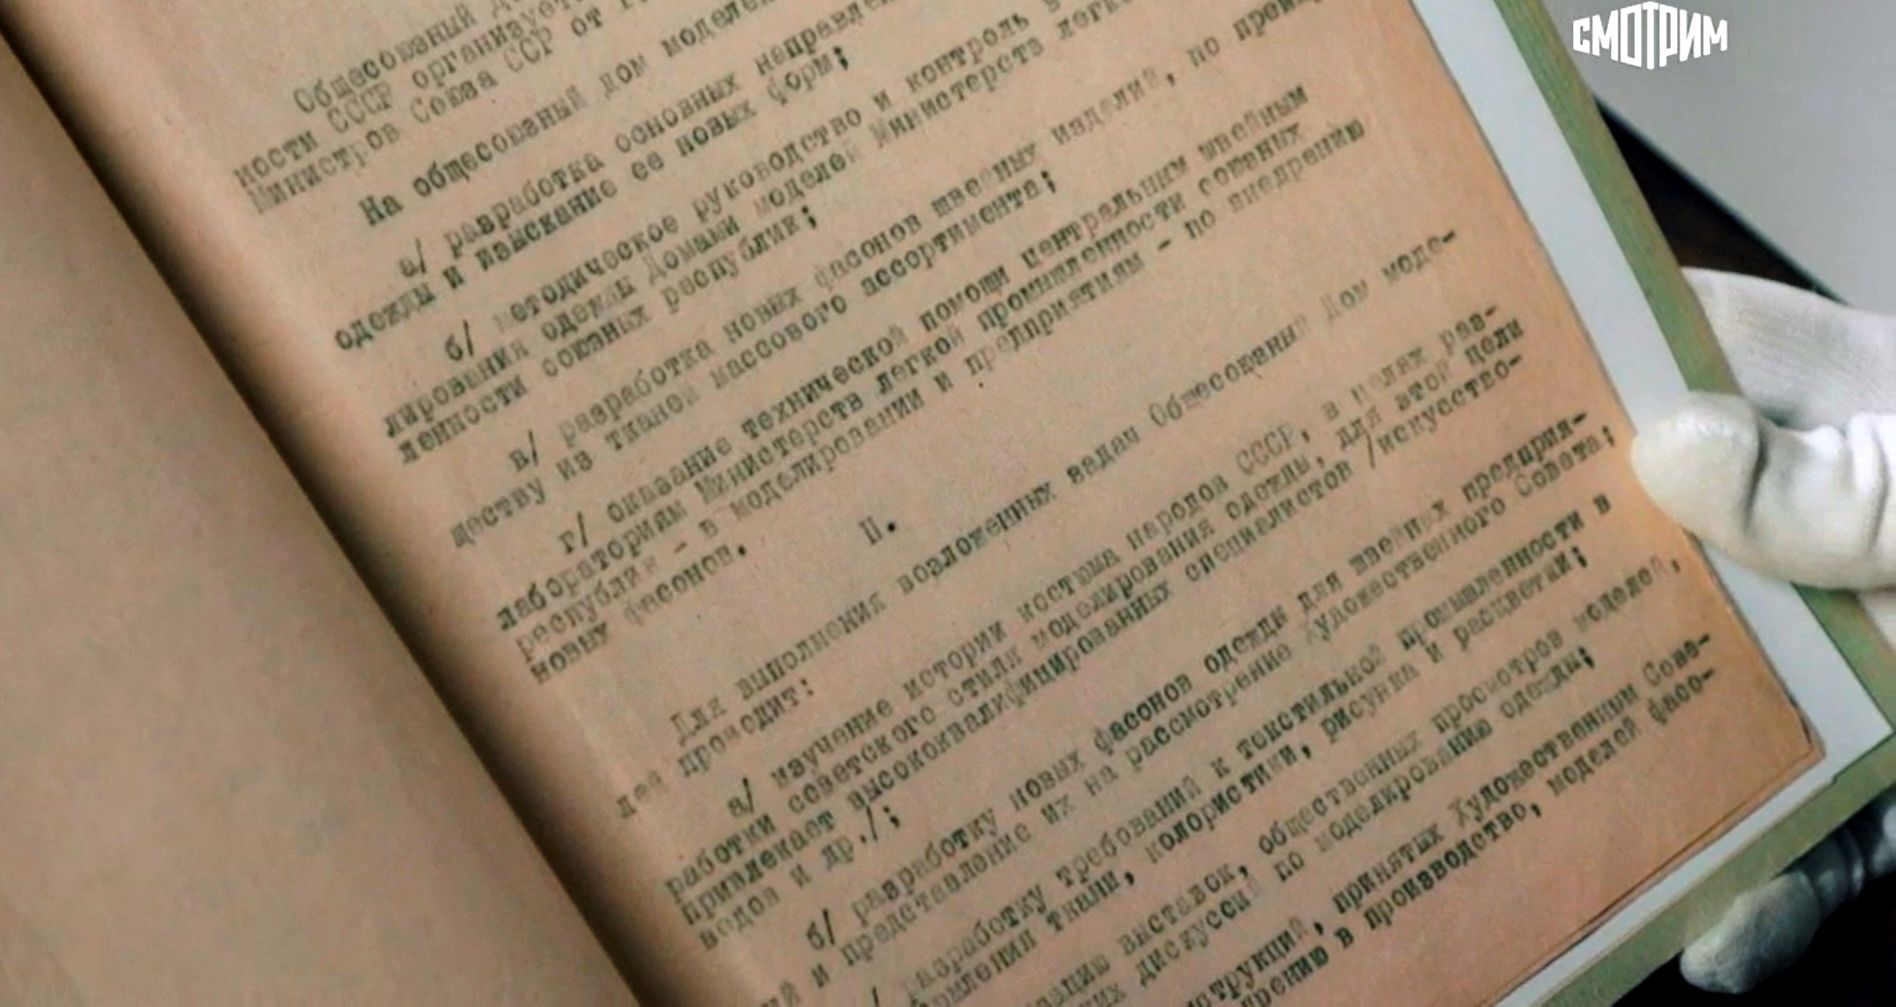 СМОТРИМ
Общесоюзный
ности СССР организует
Министров Союза ССР от
На общесоюзный дом моделей
а/ разработка основных направлен
одежды и изыскание ее новых форм;
б/ методическое руководство и контроль
лирования одежды Домами моделей Министерств легко
ленности союзных республик;
в/ разработка новых фасонов швейных изделий, по преиму
ществу из тканей массового ассортимента;
г/ оказание технической помощи центральным швейным
лабораториям Министерств легкой промышленности союзных
республик - в моделировании и предприятиям - по внедрению
новых фасонов.
II.
Для выполнения возложенных задач Общесоюзный Дом моде-
лей проводит:
а/ изучение истории костюма народов СССР, в целях раз-
работки советского стиля моделирования одежды, для этой цели
привлекает высококвалифицированных специалистов /искусство-
ведов и др./;
б/ разработку новых фасонов одежды для швейных предприя-
тий и представление их на рассмотрение Художественного Совета;
/ разработку требований к текстильной промышленности в
ткани, колористики, рисунка и расцветки;
выставок, общественных просмотров моделей,
дискуссий по моделированию одежды;
струкций, принятых Художественным Сове-
дрению в производство, моделей фасо-